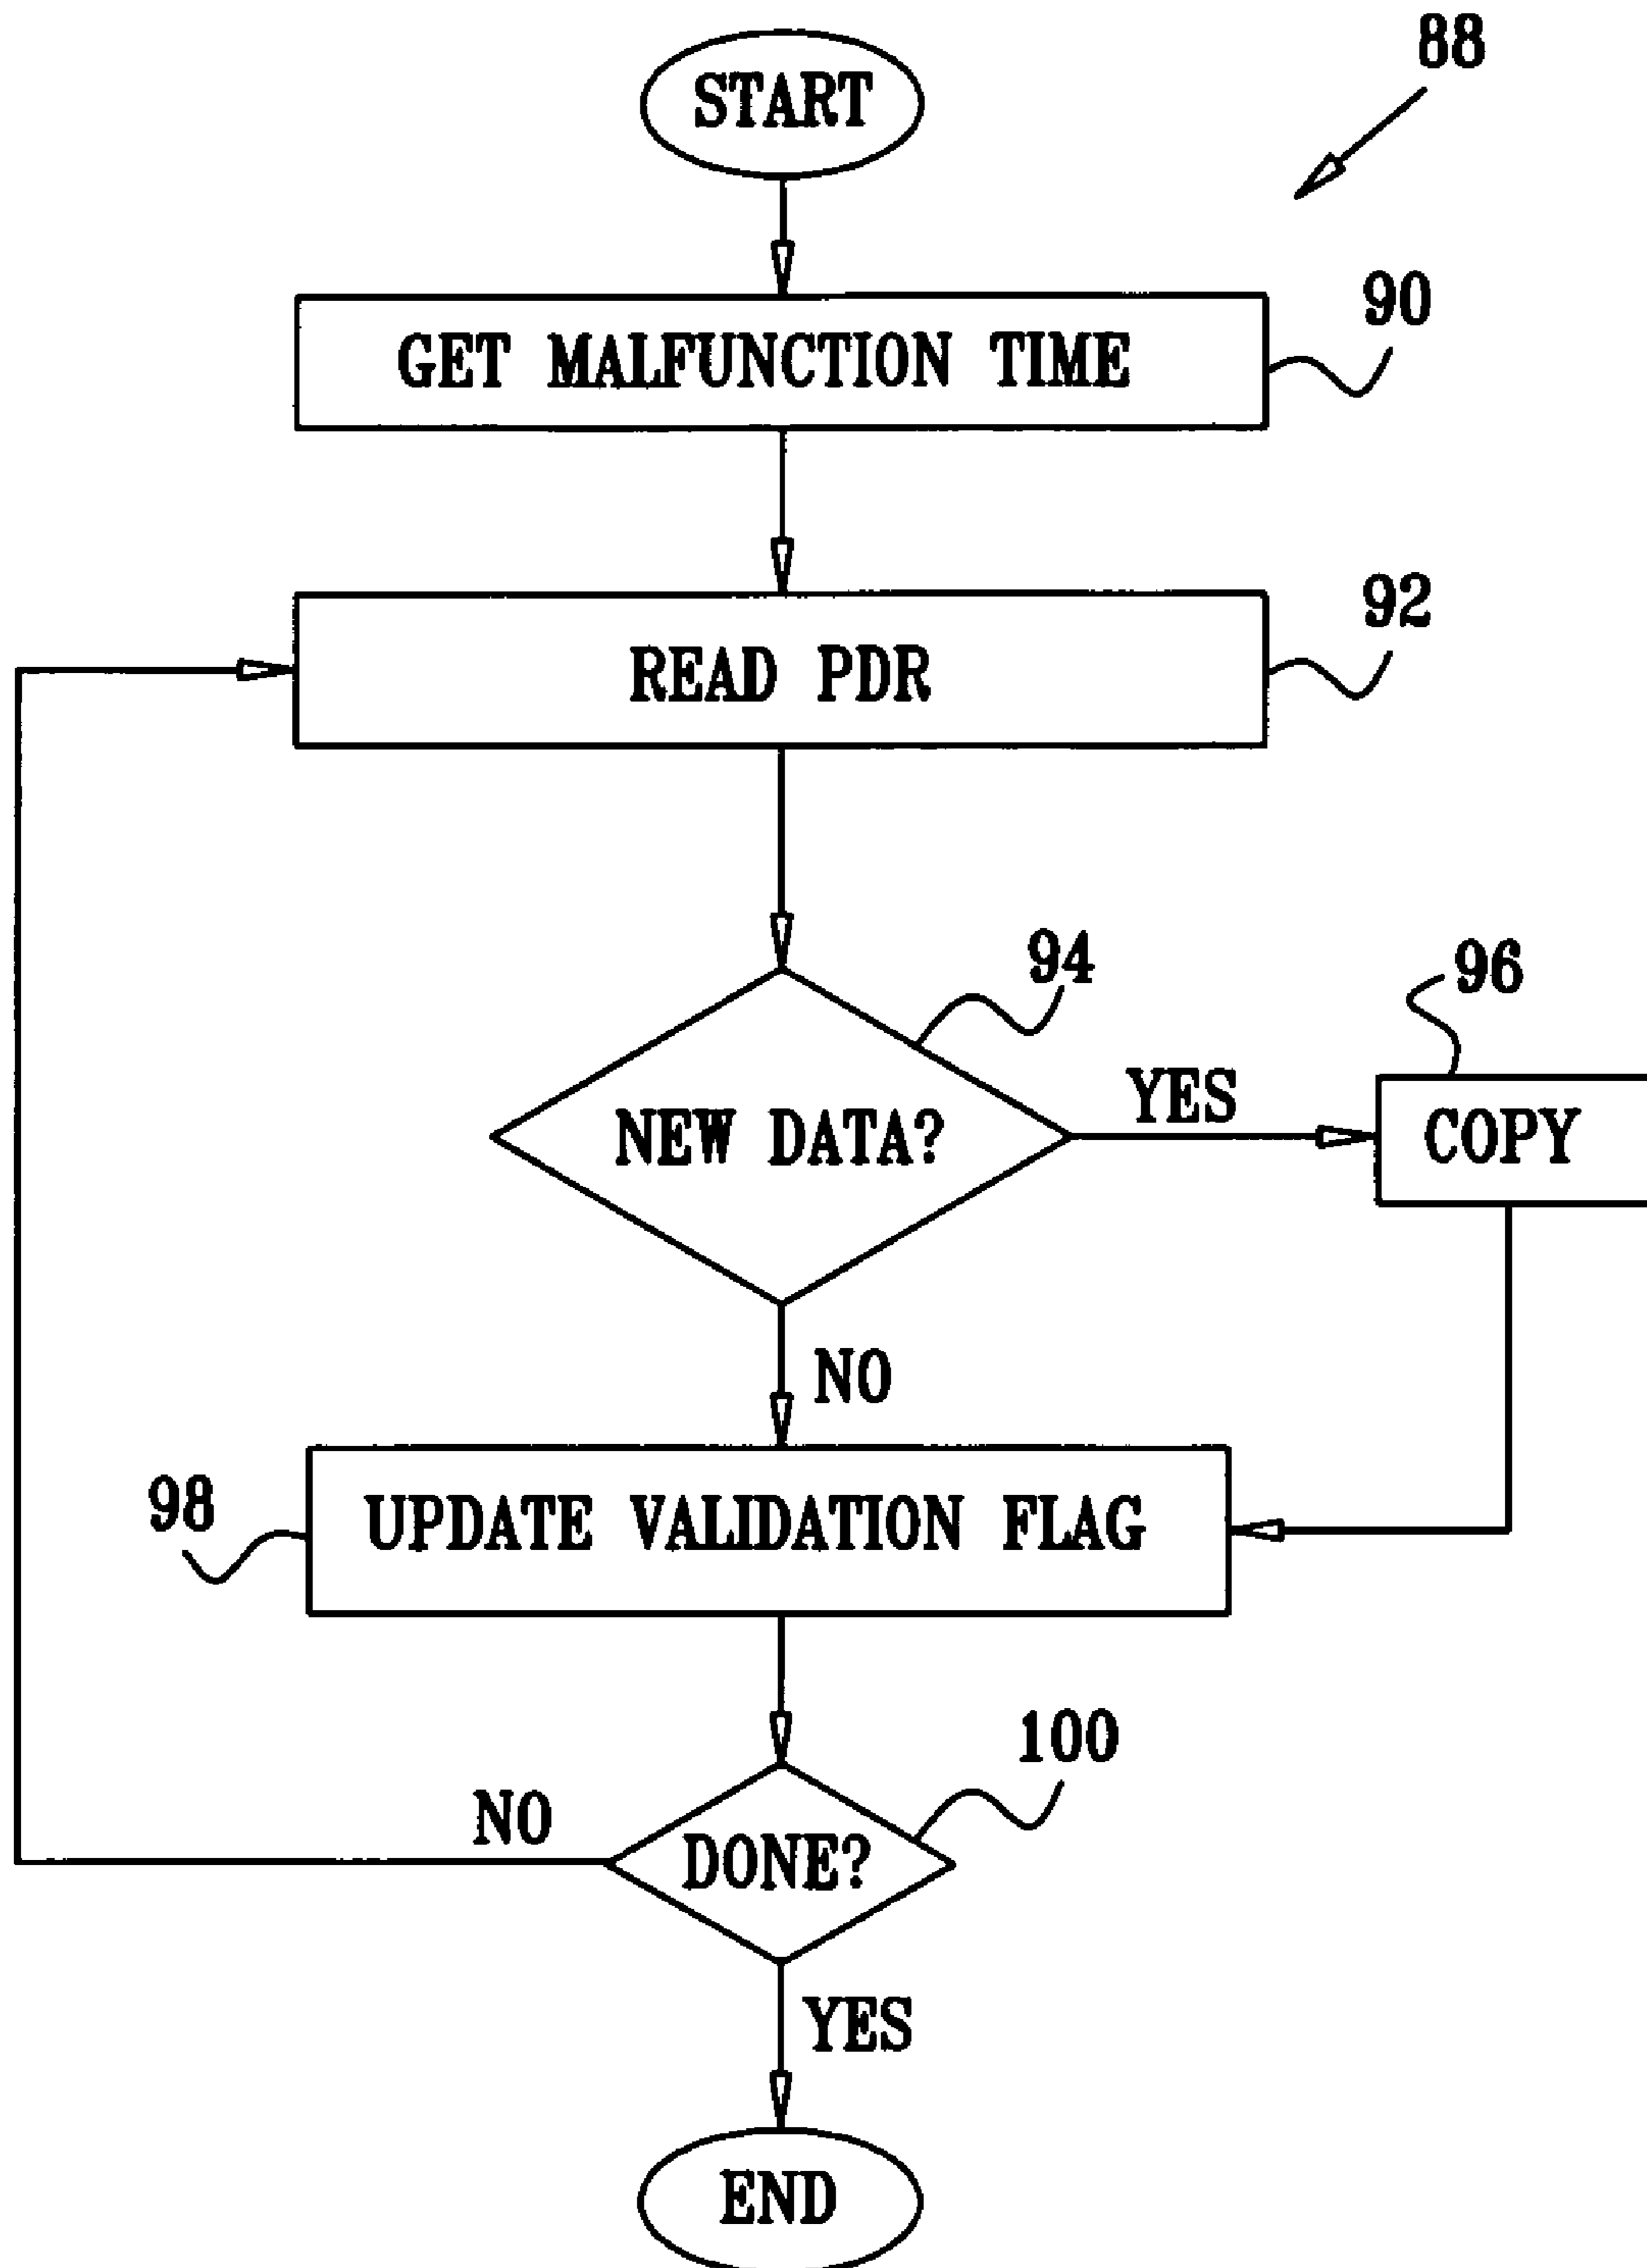 88
START
90
GET MALFUNCTION TIME
92
READ PDR
94
96
YES
NEW DATA?
COPY
NO
98
UPDATE VALIDATION FLAG
100
NO
DONE?
YES
END